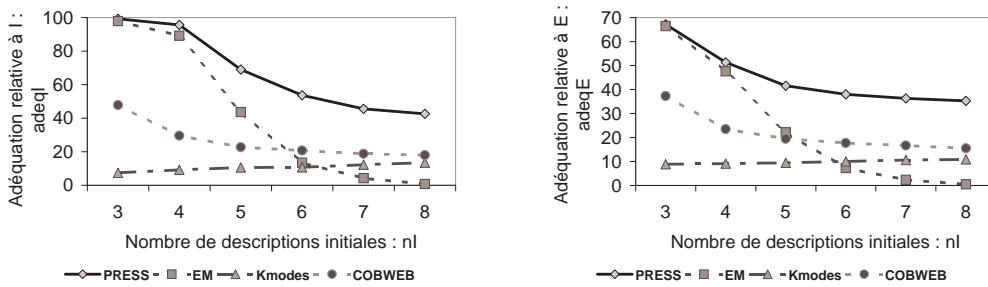 Adéquation relative à I :
adeqI
100
80
60
40
20
0
3 4 5 6 7 8
Nombre de descriptions initiales : nI
PRESS EM Kmodes COBWEB
Adéquation relative à E :
adeqE
70
60
50
40
30
20
10
0
3 4 5 6 7 8
Nombre de descriptions initiales : nI
PRESS EM Kmodes COBWEB